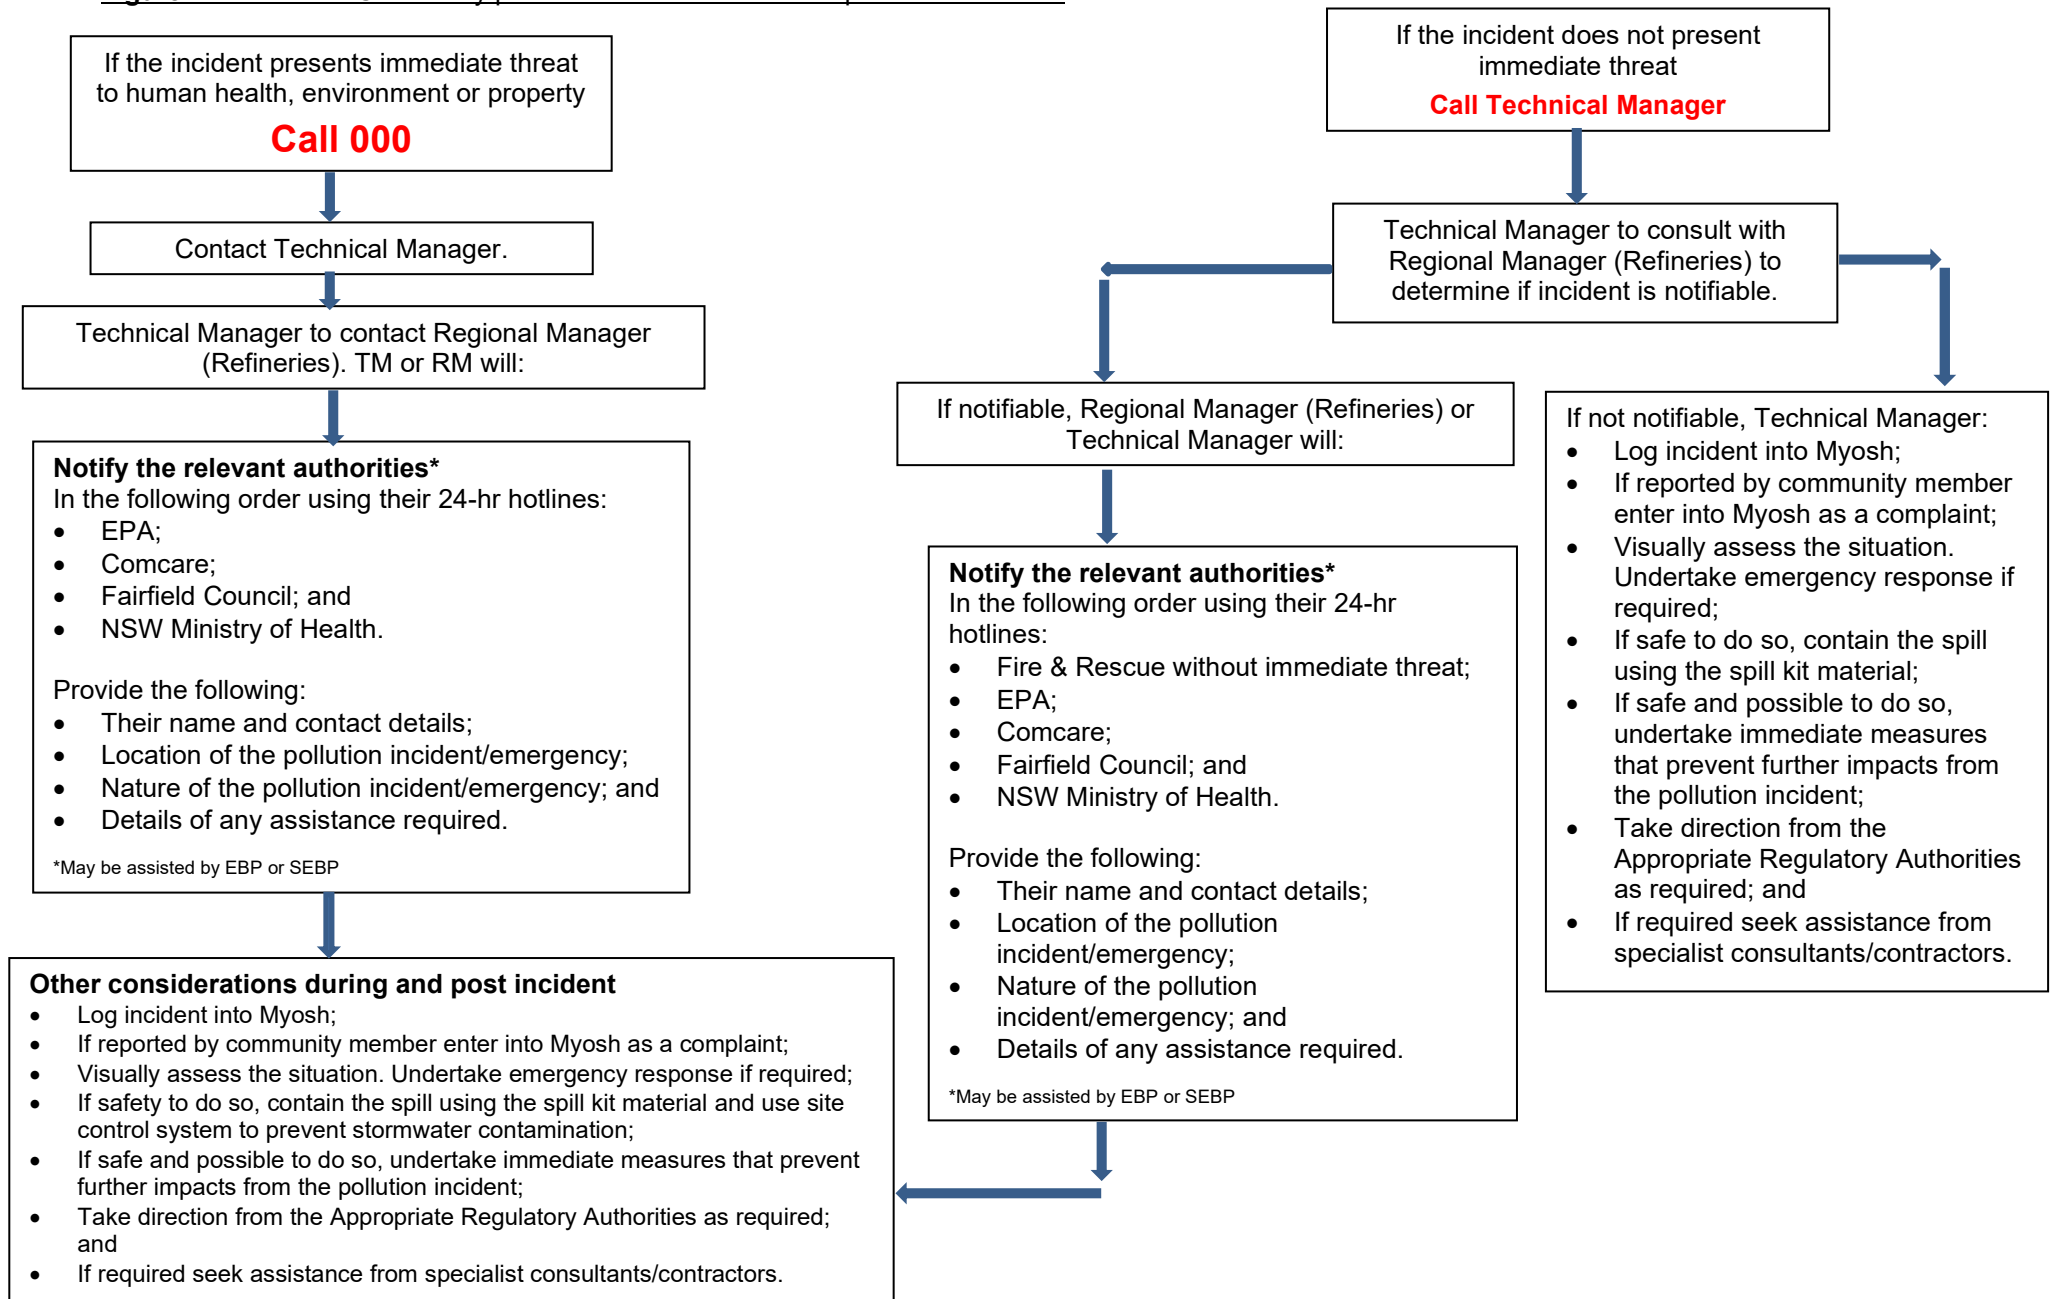 If the incident presents immediate threat
to human health, environment or property
Call 000
Contact Technical Manager.
Technical Manager to contact Regional Manager
(Refineries). TM or RM will:
Notify the relevant authorities*
In the following order using their 24-hr hotlines:
• EPA;
• Comcare;
• Fairfield Council; and
• NSW Ministry of Health.
Provide the following:
• Their name and contact details;
• Location of the pollution incident/emergency;
• Nature of the pollution incident/emergency; and
• Details of any assistance required.
*May be assisted by EBP or SEBP
Other considerations during and post incident
• Log incident into Myosh;
• If reported by community member enter into Myosh as a complaint;
• Visually assess the situation. Undertake emergency response if required;
• If safety to do so, contain the spill using the spill kit material and use site
control system to prevent stormwater contamination;
• If safe and possible to do so, undertake immediate measures that prevent
further impacts from the pollution incident;
• Take direction from the Appropriate Regulatory Authorities as required;
and
• If required seek assistance from specialist consultants/contractors.
If the incident does not present
immediate threat
Call Technical Manager
Technical Manager to consult with
Regional Manager (Refineries) to
determine if incident is notifiable.
If notifiable, Regional Manager (Refineries) or
Technical Manager will:
Notify the relevant authorities*
In the following order using their 24-hr
hotlines:
• Fire & Rescue without immediate threat;
• EPA;
• Comcare;
• Fairfield Council; and
• NSW Ministry of Health.
Provide the following:
• Their name and contact details;
• Location of the pollution
incident/emergency;
• Nature of the pollution
incident/emergency; and
• Details of any assistance required.
*May be assisted by EBP or SEBP
If not notifiable, Technical Manager:
• Log incident into Myosh;
• If reported by community member
enter into Myosh as a complaint;
• Visually assess the situation.
Undertake emergency response if
required;
• If safe to do so, contain the spill
using the spill kit material;
• If safe and possible to do so,
undertake immediate measures
that prevent further impacts from
the pollution incident;
• Take direction from the
Appropriate Regulatory Authorities
as required; and
• If required seek assistance from
specialist consultants/contractors.